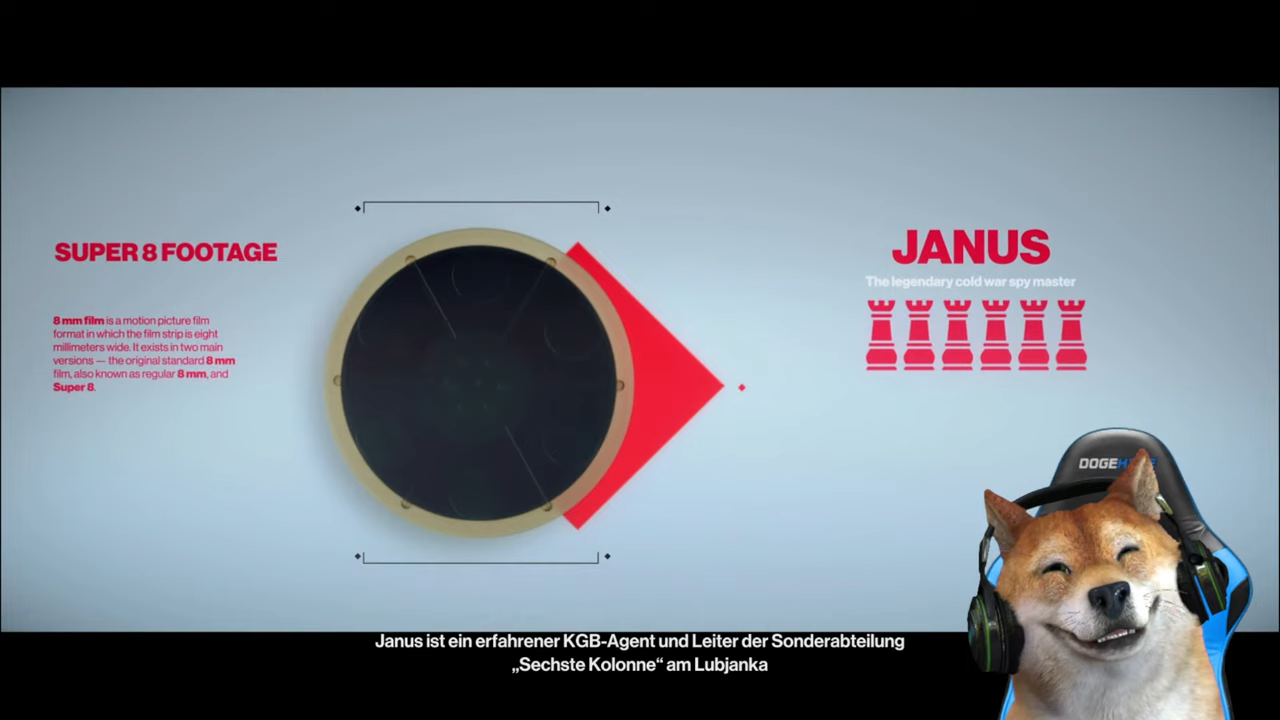 SUPER 8 FOOTAGE
8 mm film is a motion picture film
format in which the film strip is eight
millimeters wide. It exists in two main
versions — the original standard 8 mm
film, also known as regular 8 mm, and
Super 8.
JANUS
The legendary cold war spy master
Janus ist ein erfahrener KGB-Agent und Leiter der Sonderabteilung
„Sechste Kolonne“ am Lubjanka